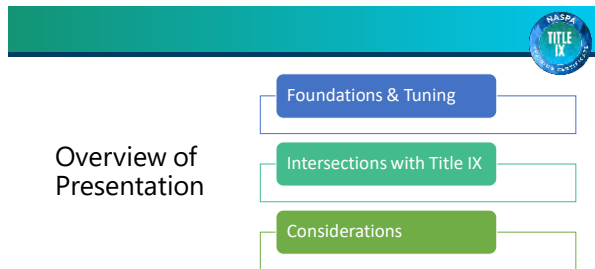 NASPA
TITLE
IX
Foundations & Tuning
Overview of
Presentation
Intersections with Title IX
Considerations